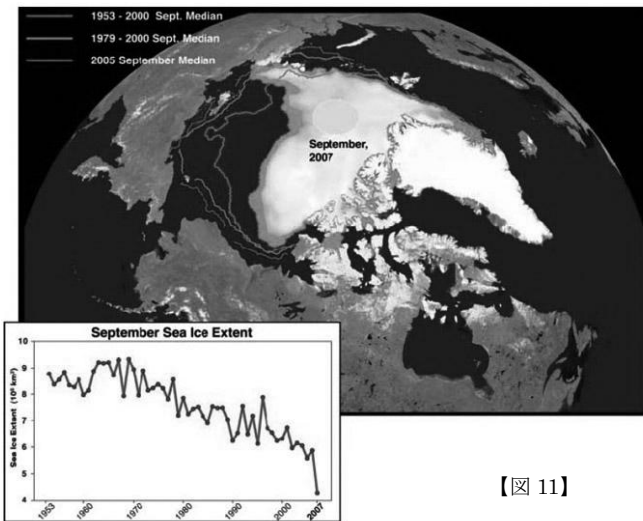 1953 - 2000 Sept. Median
1979 - 2000 Sept. Median
2005 September Median
September,
2007
September Sea Ice Extent
Sea Ice Extent (10⁶ km²)
10
9
8
7
6
5
4
1953
1960
1970
1980
1990
2000
2007
【図 11】